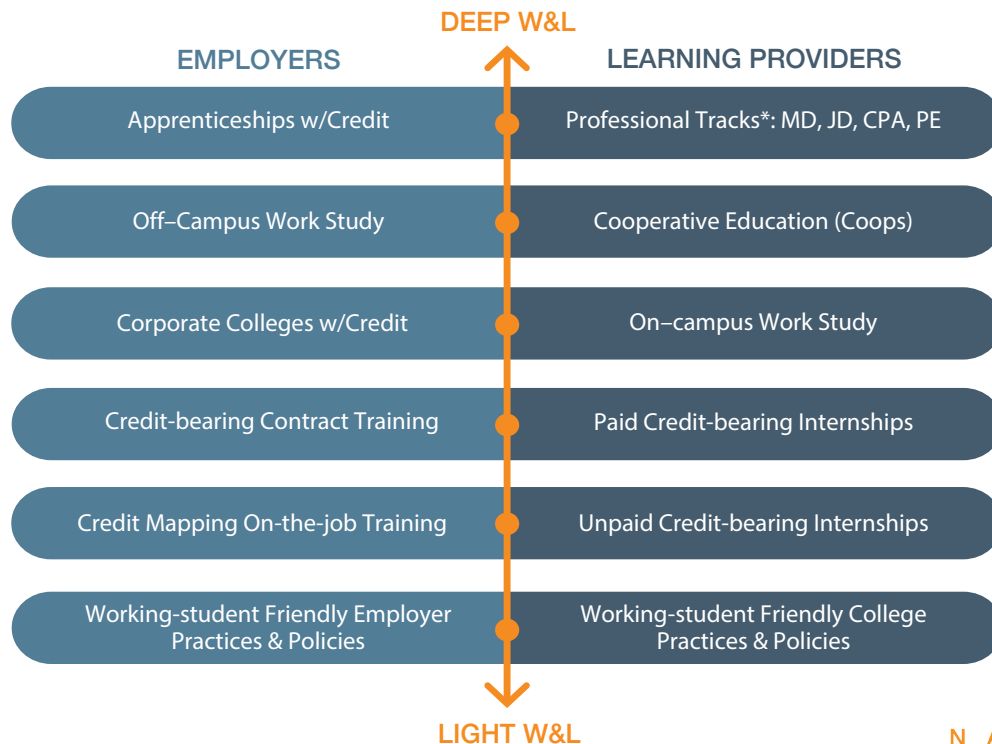 DEEP W&L
EMPLOYERS
LEARNING PROVIDERS
Apprenticeships w/Credit
Professional Tracks*: MD, JD, CPA, PE
Off–Campus Work Study
Cooperative Education (Coops)
Corporate Colleges w/Credit
On–campus Work Study
Credit-bearing Contract Training
Paid Credit-bearing Internships
Credit Mapping On-the-job Training
Unpaid Credit-bearing Internships
Working-student Friendly Employer
Practices & Policies
Working-student Friendly College
Practices & Policies
LIGHT W&L